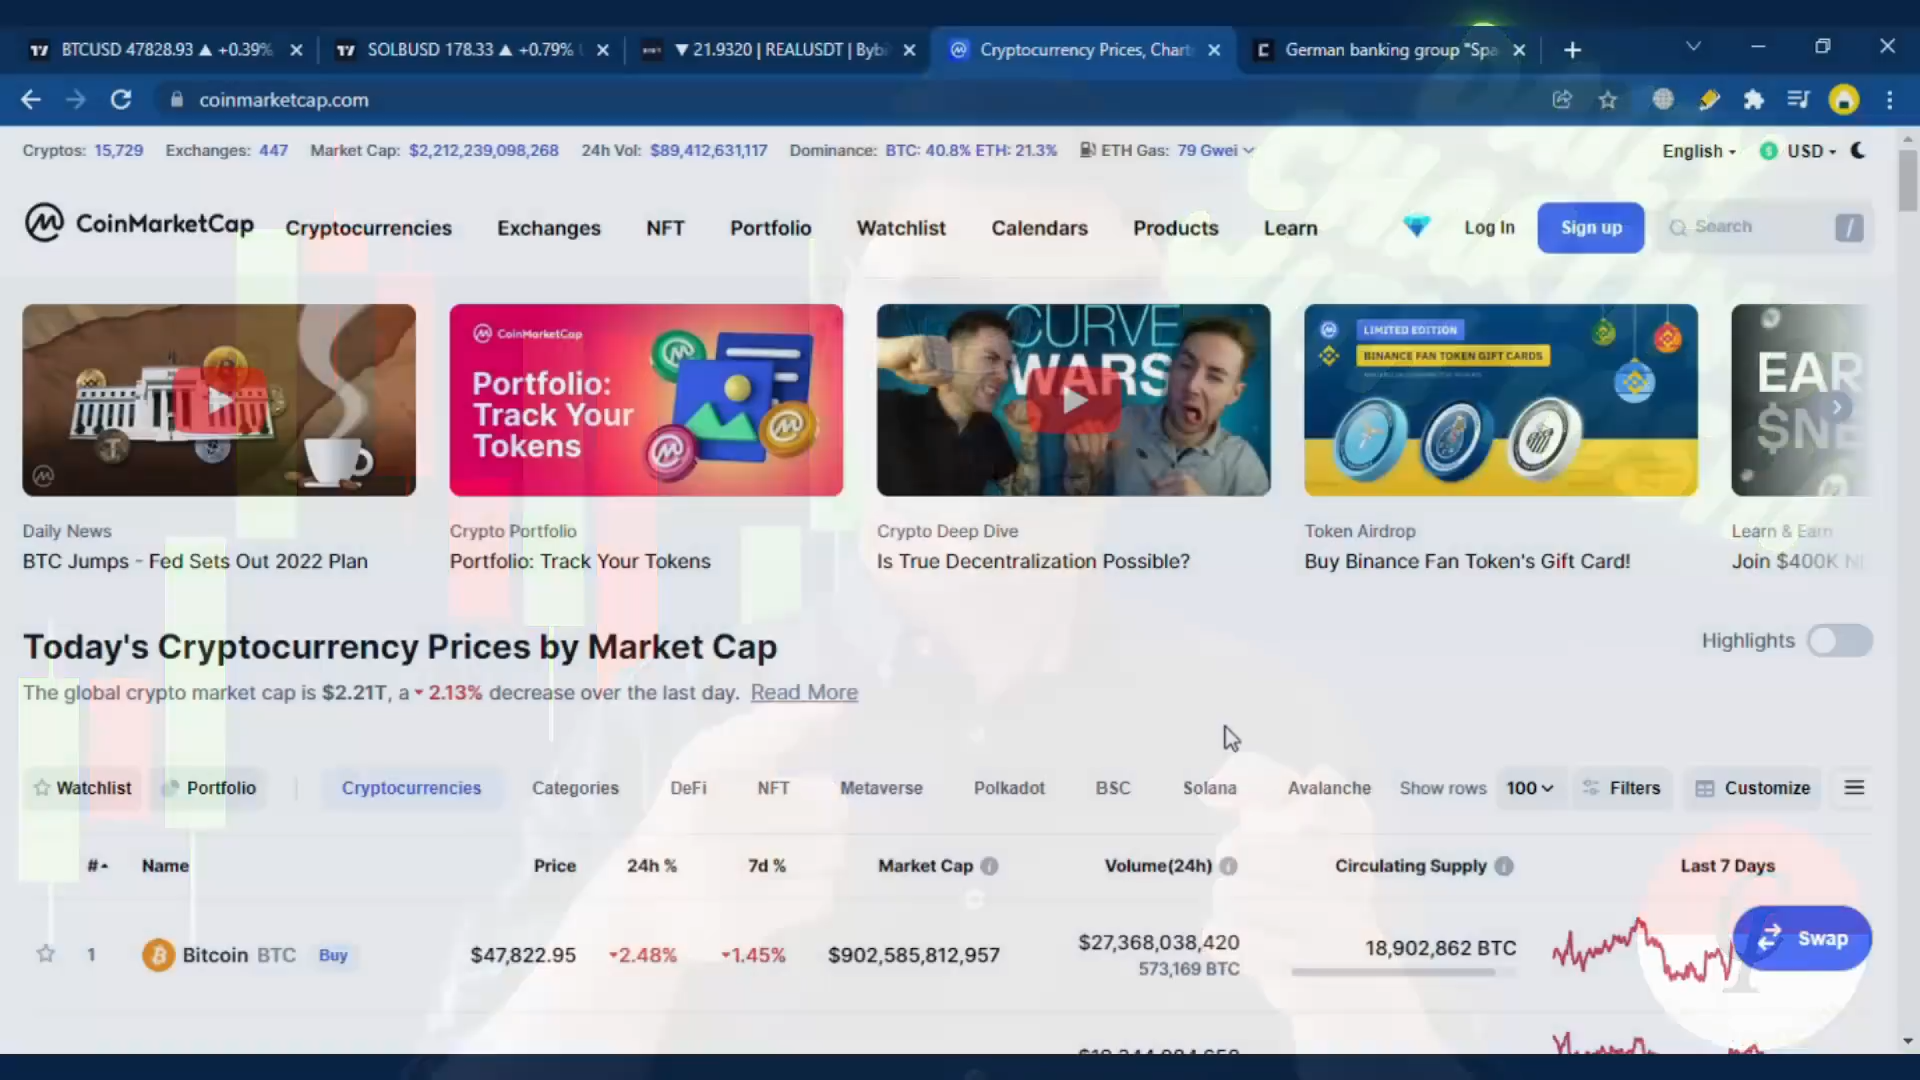 BTCUSD 47828.93 ▲ +0.39%
SOLBUSD 178.33 ▲ +0.79%
▼ 21.9320 | REALUSDT | Bybi
Cryptocurrency Prices, Chart
German banking group "Spa
coinmarketcap.com
Cryptos: 15,729 Exchanges: 447 Market Cap: $2,212,239,098,268 24h Vol: $89,412,631,117 Dominance: BTC: 40.8% ETH: 21.3% ETH Gas: 79 Gwei
English USD
CoinMarketCap
Cryptocurrencies Exchanges NFT Portfolio Watchlist Calendars Products Learn
Log In Sign up Search /
CoinMarketCap
Portfolio:
Track Your
Tokens
CURVE
WARS
LIMITED EDITION
BINANCE FAN TOKEN GIFT CARDS
EAR
$NE
Daily News
BTC Jumps - Fed Sets Out 2022 Plan
Crypto Portfolio
Portfolio: Track Your Tokens
Crypto Deep Dive
Is True Decentralization Possible?
Token Airdrop
Buy Binance Fan Token's Gift Card!
Learn & Earn
Join $400K N
Today's Cryptocurrency Prices by Market Cap
Highlights
The global crypto market cap is $2.21T, a 2.13% decrease over the last day. Read More
Watchlist Portfolio Cryptocurrencies Categories DeFi NFT Metaverse Polkadot BSC Solana Avalanche Show rows 100 Filters Customize
# Name Price 24h % 7d % Market Cap Volume(24h) Circulating Supply Last 7 Days
1 Bitcoin BTC Buy $47,822.95 2.48% 1.45% $902,585,812,957 $27,368,038,420 18,902,862 BTC
573,169 BTC
Swap